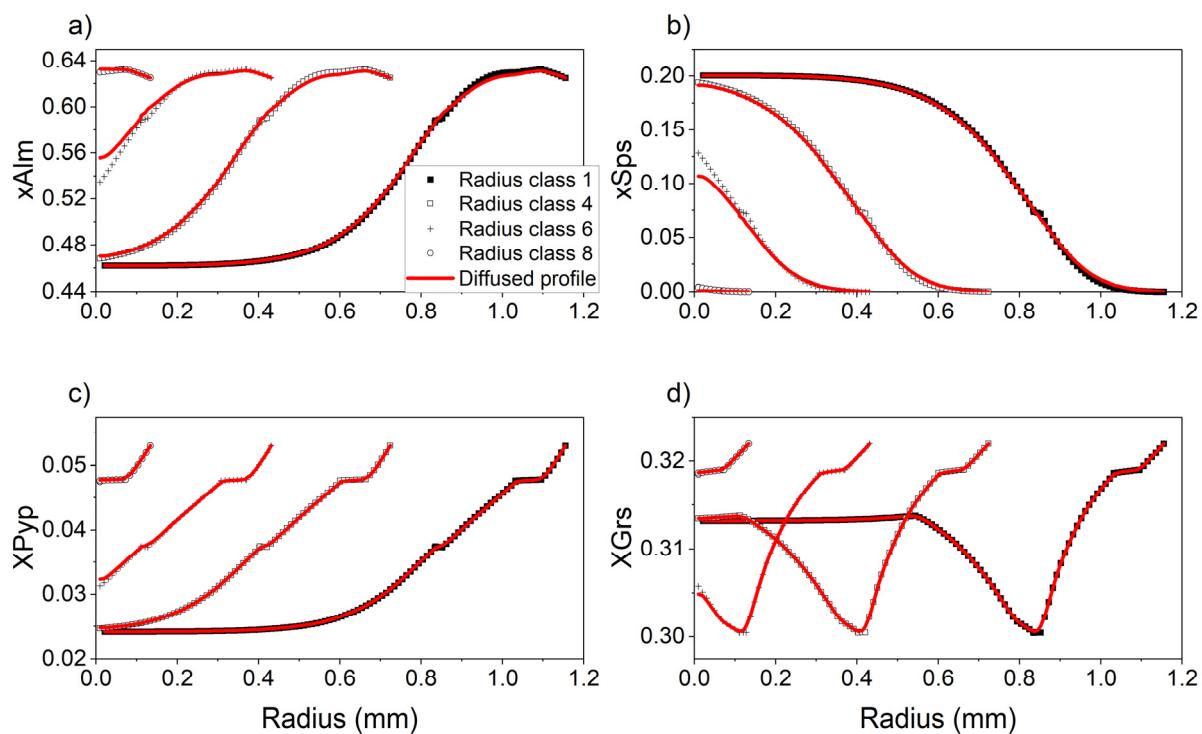 a)
b)
0.64
0.60
0.56
0.52
0.48
0.44
xAlm
0.0 0.2 0.4 0.6 0.8 1.0 1.2
Radius class 1
Radius class 4
Radius class 6
Radius class 8
Diffused profile
0.20
0.15
0.10
0.05
0.00
xSps
0.0 0.2 0.4 0.6 0.8 1.0 1.2
c)
d)
0.05
0.04
0.03
0.02
XPyp
0.0 0.2 0.4 0.6 0.8 1.0 1.2
Radius (mm)
0.32
0.31
0.30
XGrs
0.0 0.2 0.4 0.6 0.8 1.0 1.2
Radius (mm)